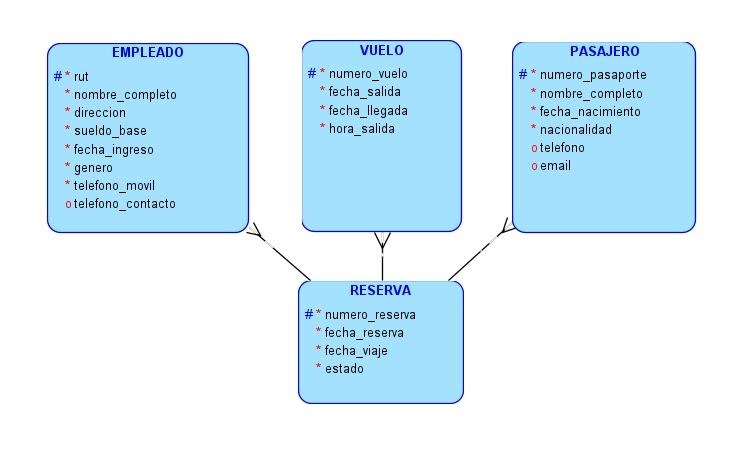 EMPLEADO
# * rut
* nombre_completo
* direccion
* sueldo_base
* fecha_ingreso
* genero
* telefono_movil
o telefono_contacto
VUELO
# * numero_vuelo
* fecha_salida
* fecha_llegada
* hora_salida
PASAJERO
# * numero_pasaporte
* nombre_completo
* fecha_nacimiento
* nacionalidad
o telefono
o email
RESERVA
# * numero_reserva
* fecha_reserva
* fecha_viaje
* estado